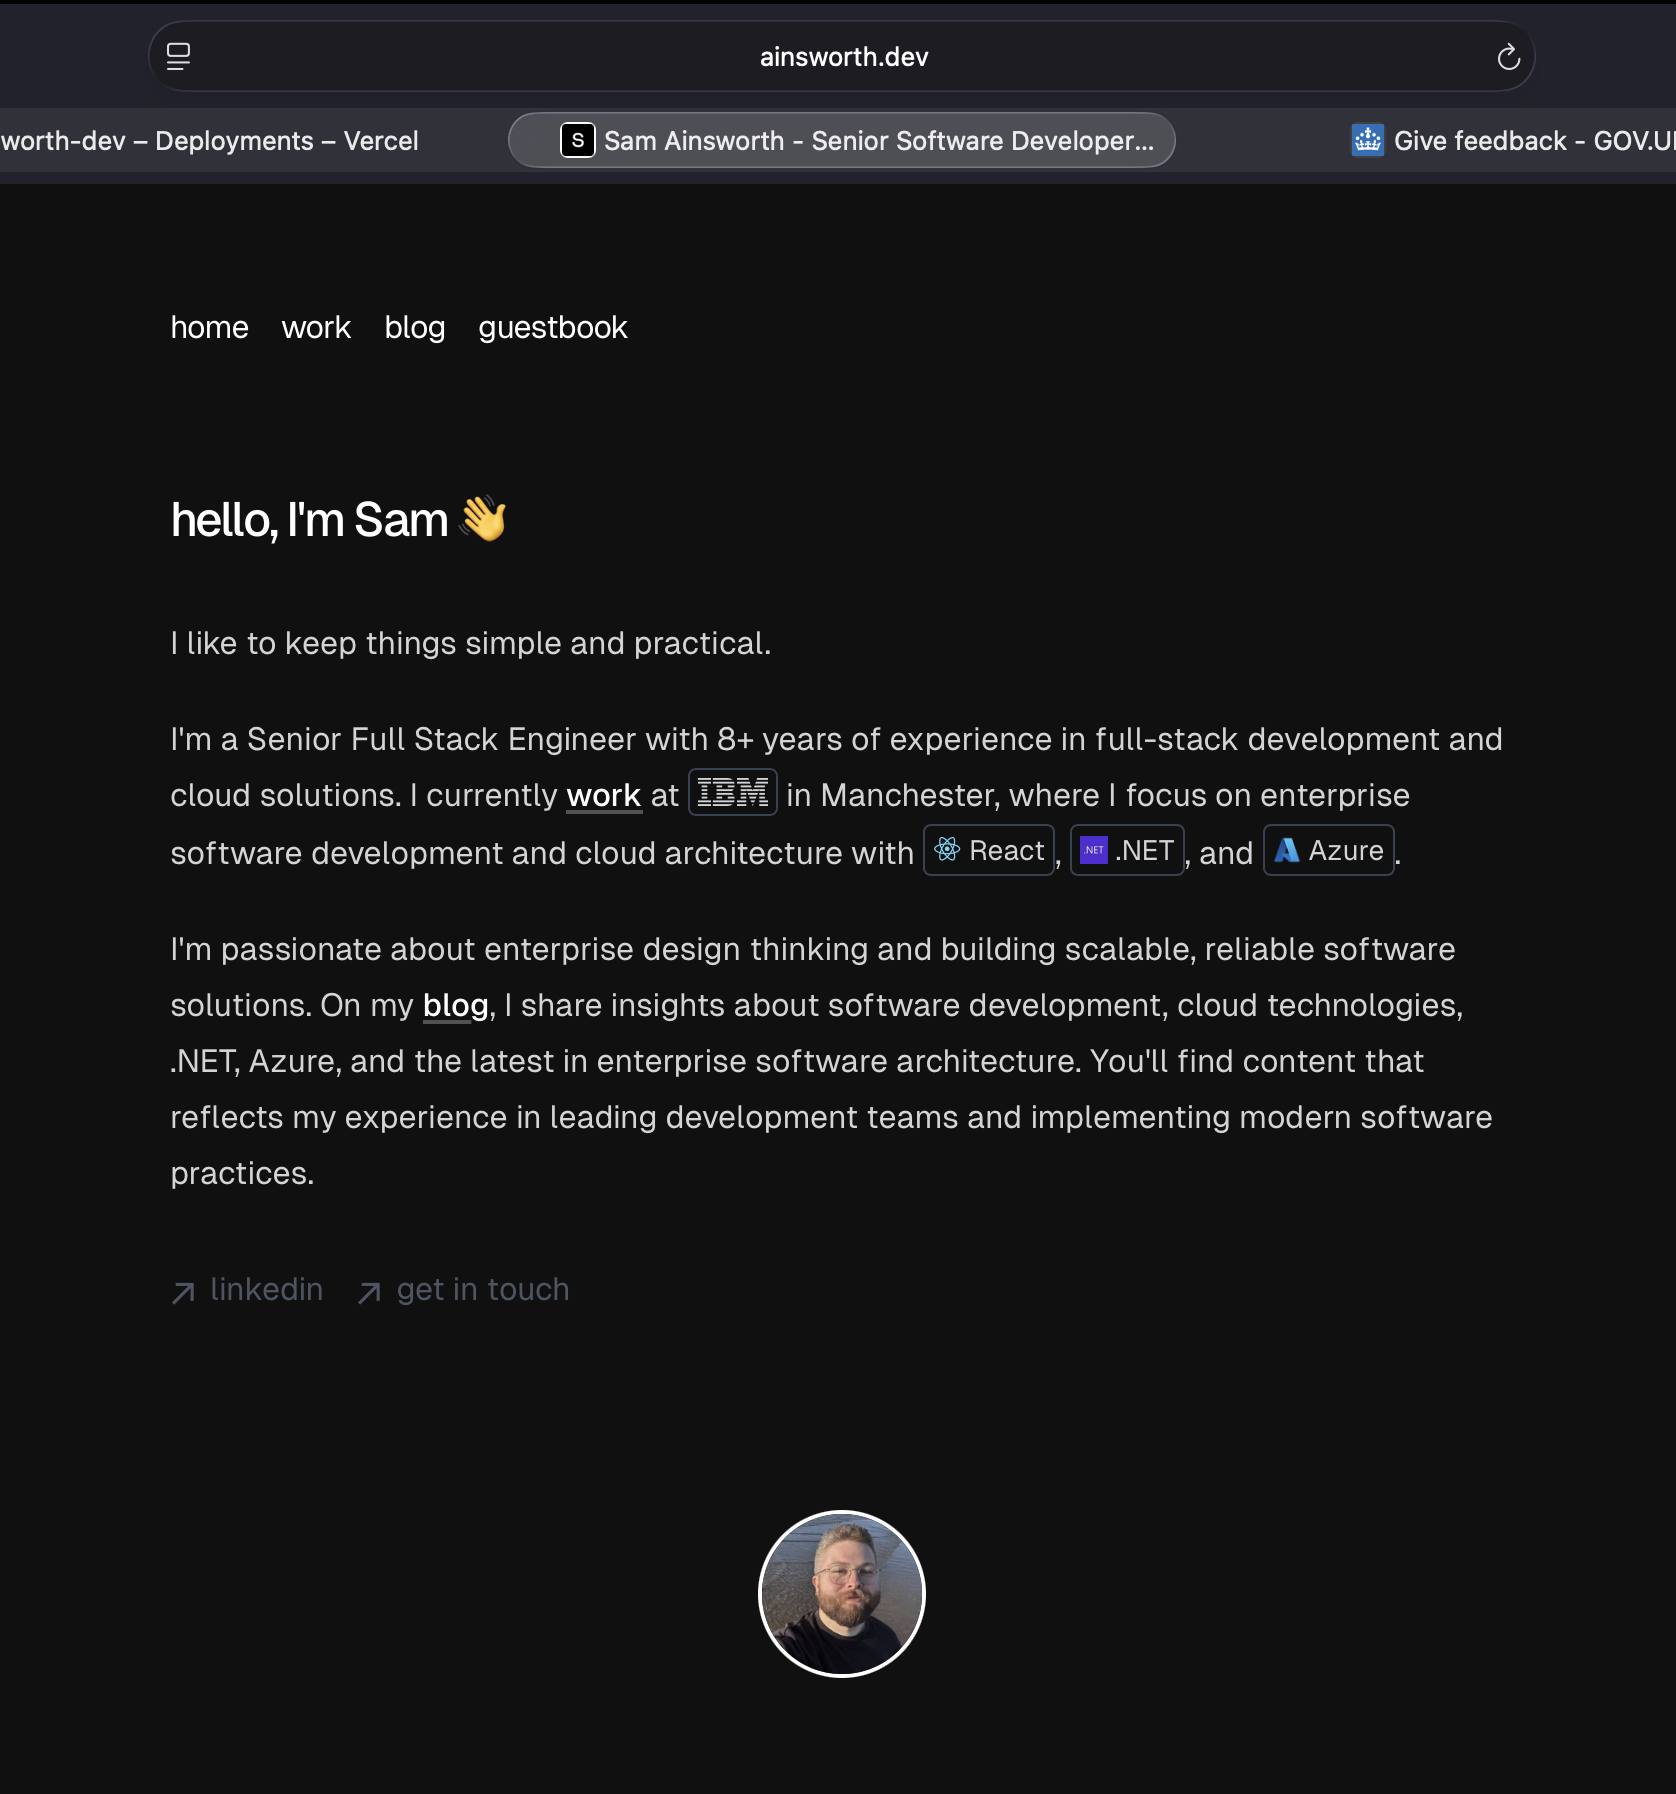 ainsworth.dev
worth-dev – Deployments – Vercel
S Sam Ainsworth - Senior Software Developer...
Give feedback - GOV.U
home work blog guestbook
hello, I'm Sam 👋
I like to keep things simple and practical.
I'm a Senior Full Stack Engineer with 8+ years of experience in full-stack development and
cloud solutions. I currently work at IBM in Manchester, where I focus on enterprise
software development and cloud architecture with React, .NET .NET, and Azure.
I'm passionate about enterprise design thinking and building scalable, reliable software
solutions. On my blog, I share insights about software development, cloud technologies,
.NET, Azure, and the latest in enterprise software architecture. You'll find content that
reflects my experience in leading development teams and implementing modern software
practices.
↗ linkedin ↗ get in touch